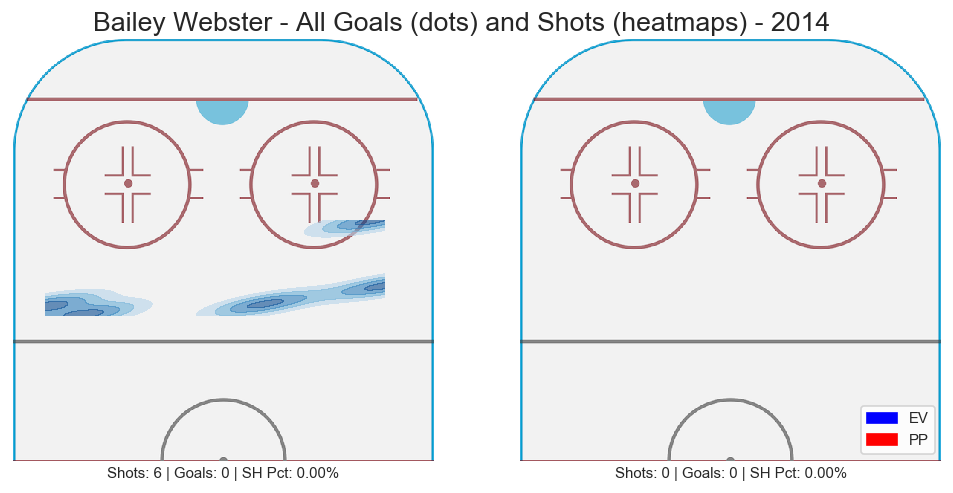 Bailey Webster - All Goals (dots) and Shots (heatmaps) - 2014
EV
PP
Shots: 6 | Goals: 0 | SH Pct: 0.00%
Shots: 0 | Goals: 0 | SH Pct: 0.00%